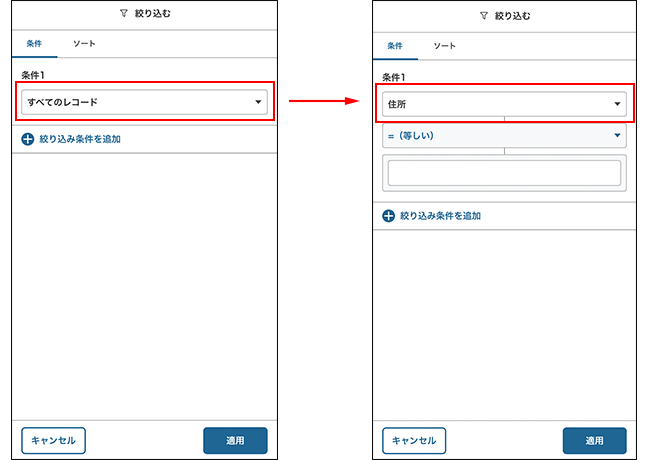 絞り込む
条件 ソート
条件1
すべてのレコード
絞り込み条件を追加
キャンセル 適用
絞り込む
条件 ソート
条件1
住所
=（等しい）
絞り込み条件を追加
キャンセル 適用